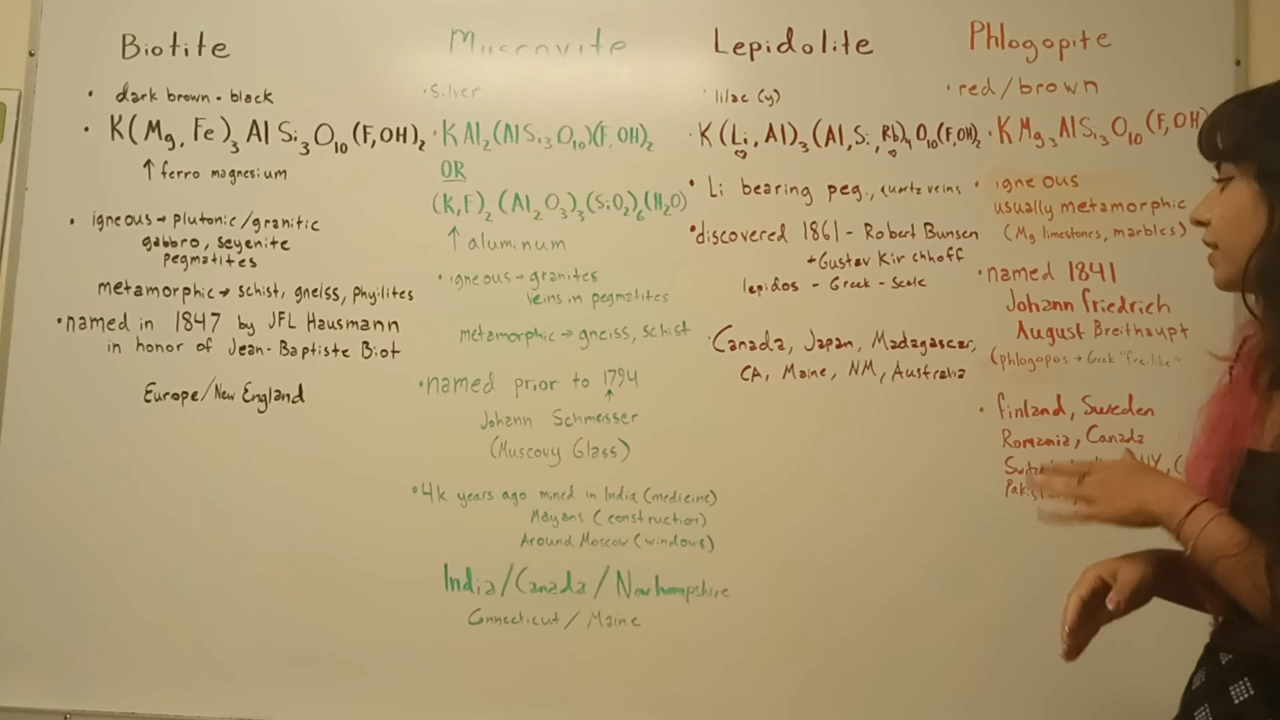 Biotite
• dark brown - black
• K(Mg, Fe)₃ Al Si₃ O₁₀ (F,OH)₂
↑ ferro magnesium
• igneous → plutonic/granitic
gabbro, seyenite
pegmatites
metamorphic → schist, gneiss, phyllites
• named in 1847 by JFL Hausmann
in honor of Jean-Baptiste Biot
Europe/New England
Muscovite
• Silver
• K Al₂(AlSi₃O₁₀)(F,OH)₂
OR
(K,F)₂(Al₂O₃)₃(SiO₂)₆(H₂O)
↑ aluminum
• igneous → granites
veins in pegmatites
metamorphic → gneiss, schist
• named prior to 1794
↑
Johann Schmeisser
(Muscovy Glass)
• 4k years ago mined in India (medicine)
Mayans (construction)
Around Moscow (windows)
India/Canada/New hampshire
Connecticut / Maine
Lepidolite
• lilac (y)
• K(Li, Al)₃(Al,Si,Rb)₄O₁₀(F,OH)₂
• Li bearing peg., quartz veins
• discovered 1861 - Robert Bunsen
+ Gustav Kirchhoff
lepidos - Greek - Scale
• Canada, Japan, Madagascar,
CA, Maine, NM, Australia
Phlogopite
• red/brown
• KMg₃AlSi₃O₁₀(F,OH)
• igneous
usually metamorphic
(Mg limestones, marbles)
• named 1841
Johann Friedrich
August Breithaupt
(phlogopos → Greek "fire-like"
• Finland, Sweden
Romania, Canada
NY,